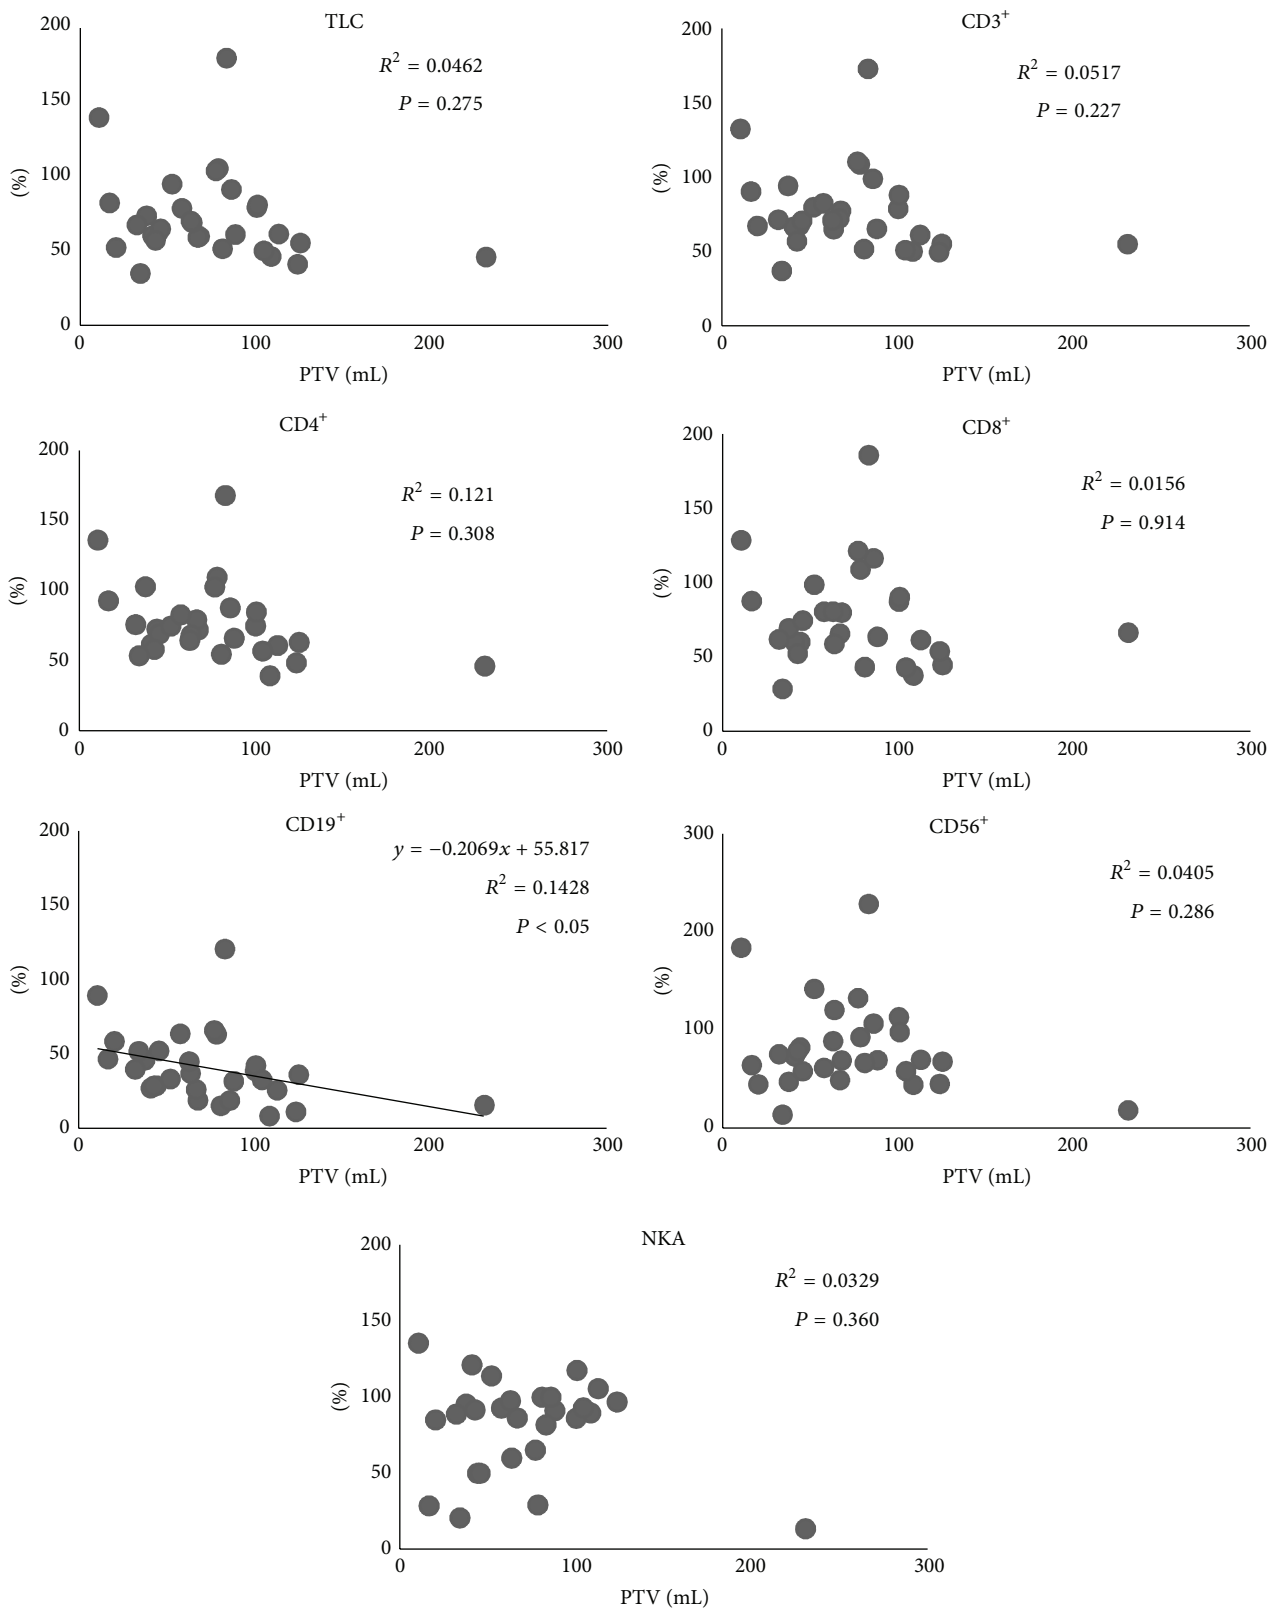 TLC
R² = 0.0462
P = 0.275
(%)
200
150
100
50
0
0 100 200 300
PTV (mL)
CD3⁺
R² = 0.0517
P = 0.227
(%)
200
150
100
50
0
0 100 200 300
PTV (mL)
CD4⁺
R² = 0.121
P = 0.308
(%)
200
150
100
50
0
0 100 200 300
PTV (mL)
CD8⁺
R² = 0.0156
P = 0.914
(%)
200
150
100
50
0
0 100 200 300
PTV (mL)
CD19⁺
y = −0.2069x + 55.817
R² = 0.1428
P < 0.05
(%)
200
150
100
50
0
0 100 200 300
PTV (mL)
CD56⁺
R² = 0.0405
P = 0.286
(%)
300
200
100
0
0 100 200 300
PTV (mL)
NKA
R² = 0.0329
P = 0.360
(%)
200
150
100
50
0
0 100 200 300
PTV (mL)